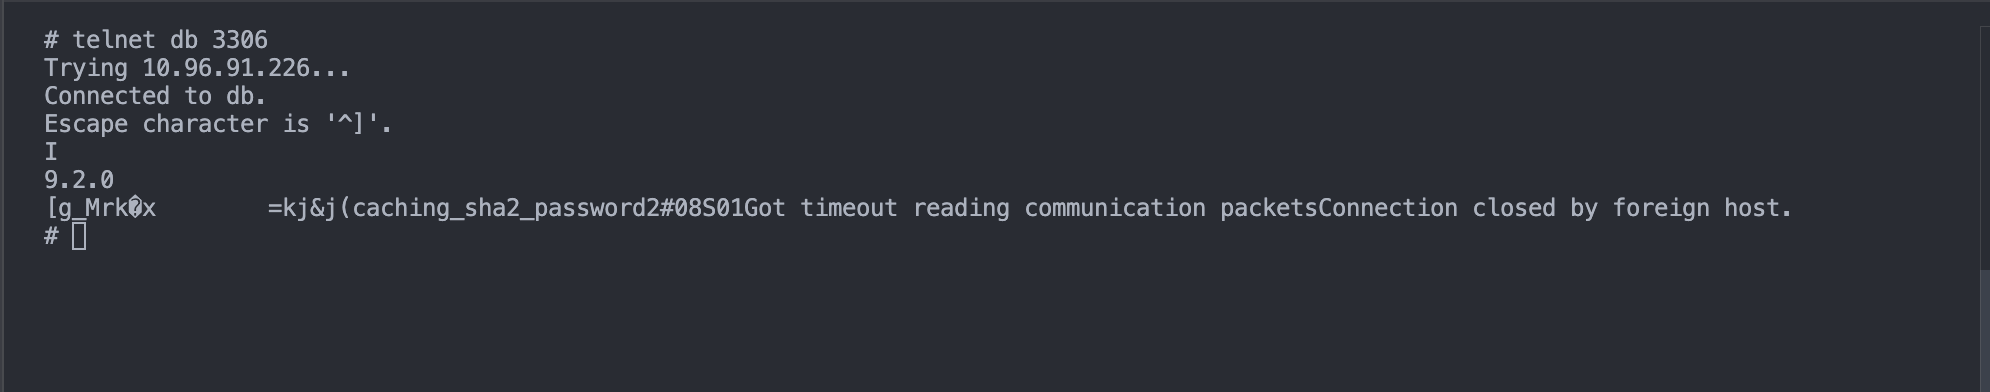 # telnet db 3306
Trying 10.96.91.226...
Connected to db.
Escape character is '^]'.
I
9.2.0
[g_Mrk�x        =kj&j(caching_sha2_password2#08S01Got timeout reading communication packetsConnection closed by foreign host.
#